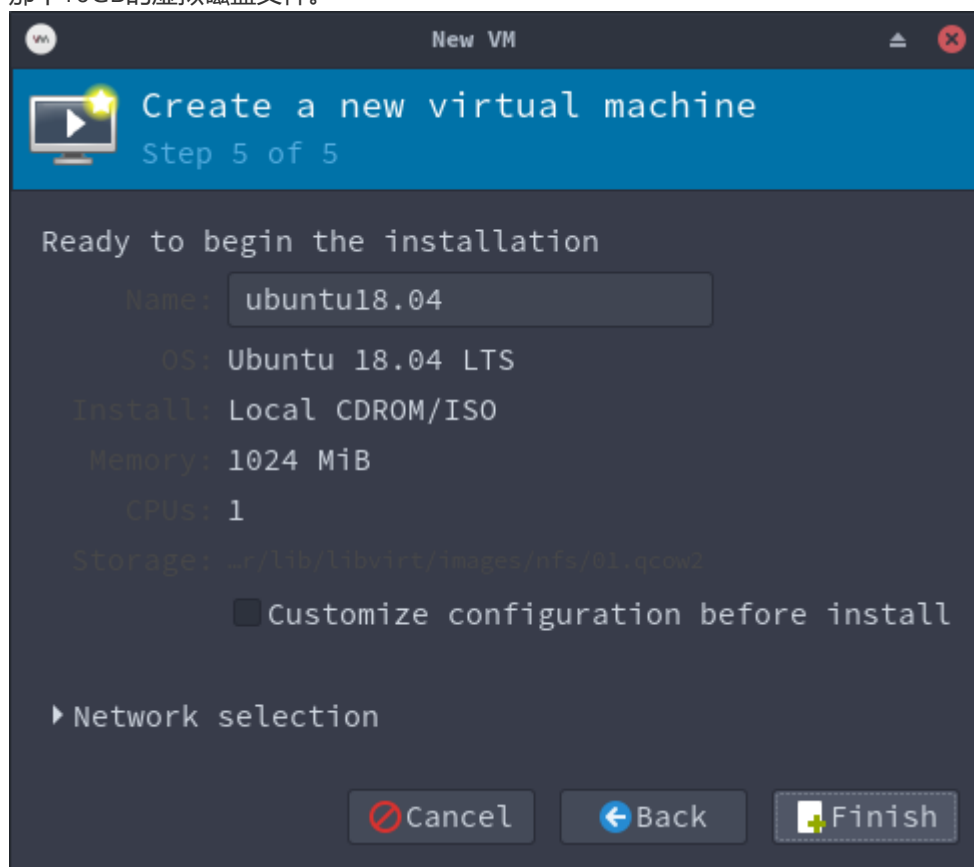 New VM
Create a new virtual machine
Step 5 of 5
Ready to begin the installation
Name: ubuntu18.04
OS: Ubuntu 18.04 LTS
Install: Local CDROM/ISO
Memory: 1024 MiB
CPUs: 1
Storage: …r/lib/libvirt/images/nfs/01.qcow2
Customize configuration before install
Network selection
Cancel Back Finish